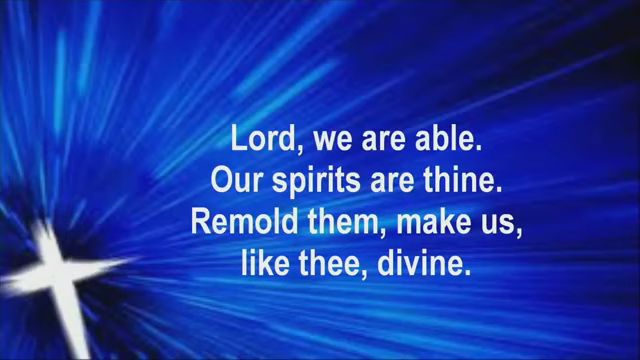 Lord, we are able.
Our spirits are thine.
Remold them, make us,
like thee, divine.